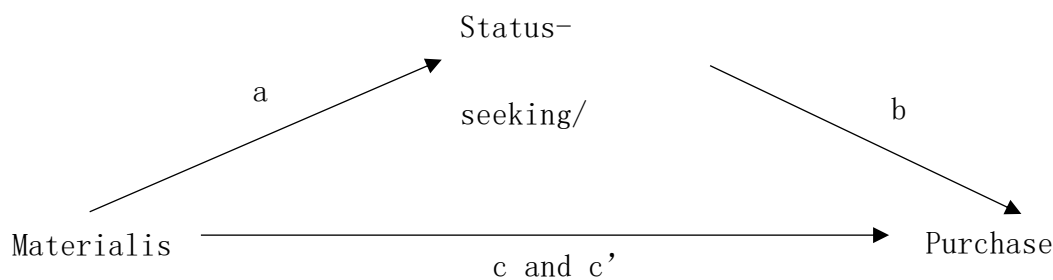 Status-
a
b
seeking/
Materialis
Purchase
c and c’